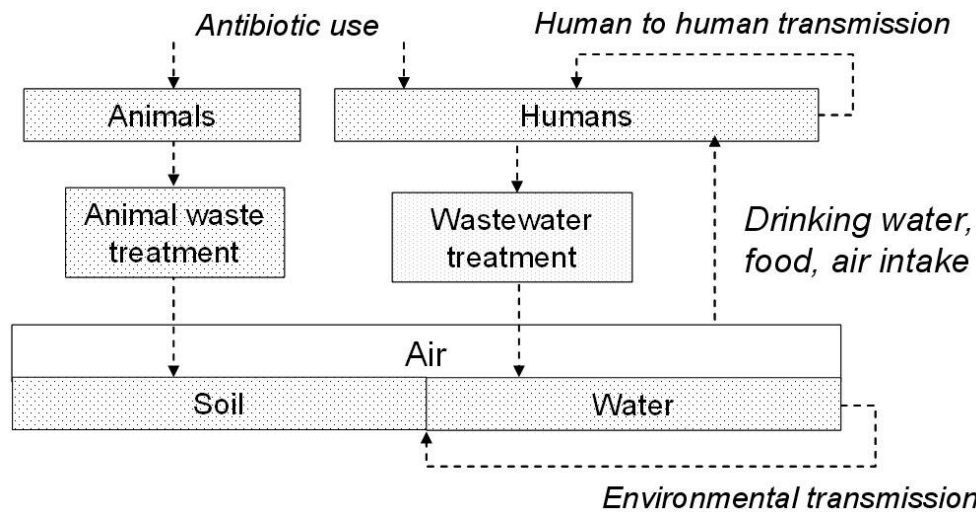 Antibiotic use
Human to human transmission
Animals
Humans
Animal waste
treatment
Wastewater
treatment
Drinking water,
food, air intake
Air
Soil
Water
Environmental transmission